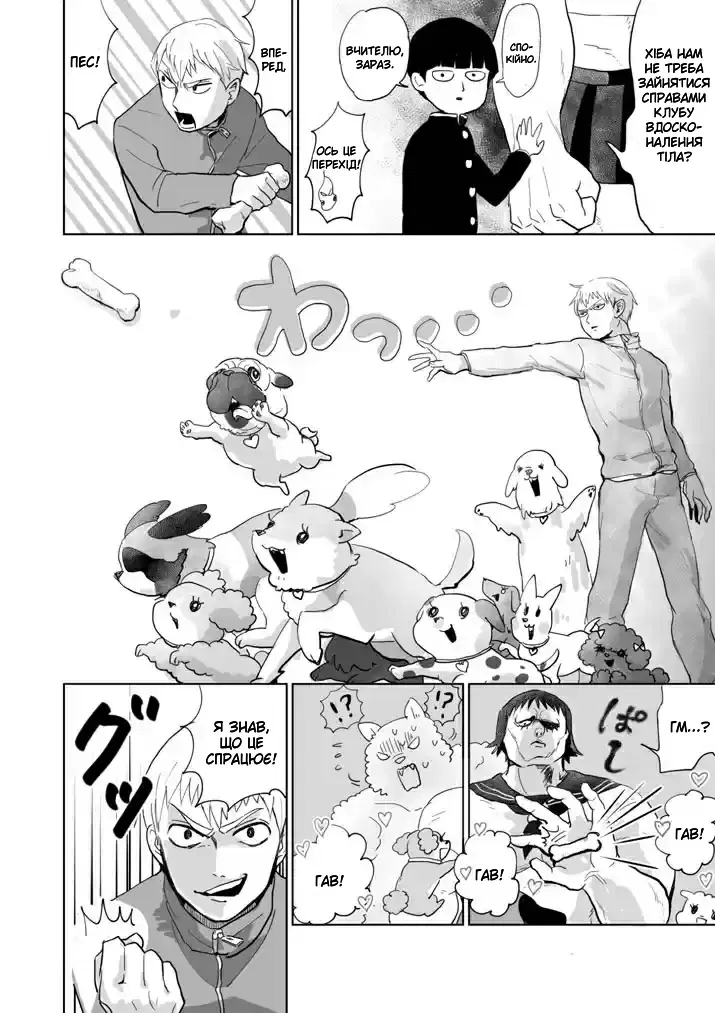 ХІБА НАМ
НЕ ТРЕБА
ЗАЙНЯТИСЯ
СПРАВАМИ
КЛУБУ
ВДОСКО-
НАЛЕННЯ
ТІЛА?
СПО-
КІЙНО.
ВЧИТЕЛЮ,
ЗАРАЗ.
ОСЬ ЦЕ
ПЕРЕХІД!
ВПЕ-
РЕД,
ПЕС!
わっ……
ГМ...?
ぱし
ГАВ!
ГАВ!
!?
!?
ГАВ!
Я ЗНАВ,
ЩО ЦЕ
СПРАЦЮЄ!
グッ